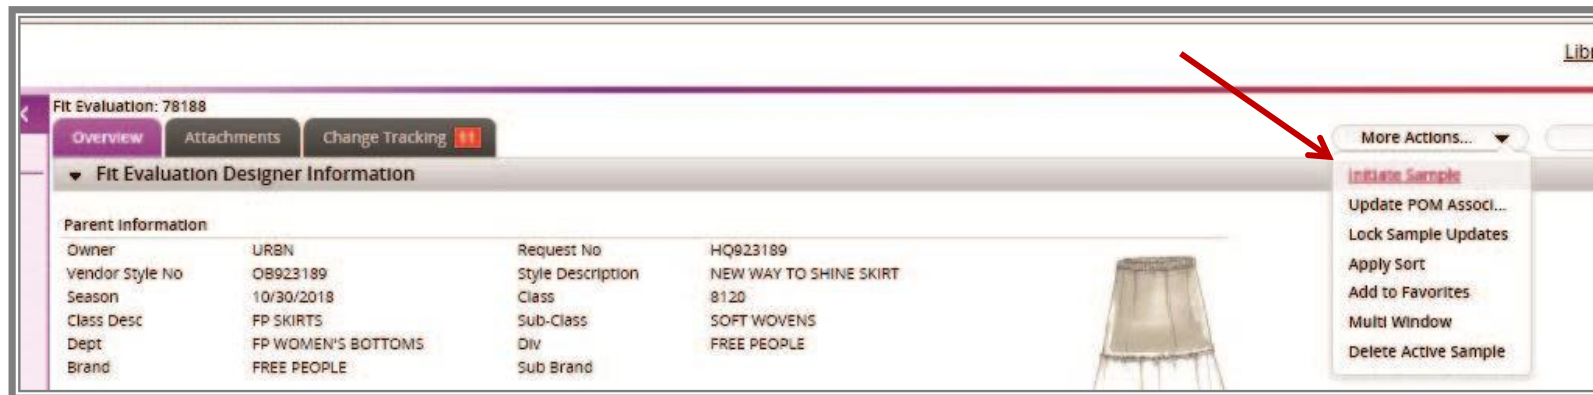 Libr
Fit Evaluation: 78188
Overview Attachments Change Tracking 11
More Actions...
Fit Evaluation Designer Information
Initiate Sample
Update POM Associ...
Lock Sample Updates
Apply Sort
Add to Favorites
Multi Window
Delete Active Sample
Parent Information
Owner URBN Request No HQ923189
Vendor Style No OB923189 Style Description NEW WAY TO SHINE SKIRT
Season 10/30/2018 Class 8120
Class Desc FP SKIRTS Sub-Class SOFT WOVENS
Dept FP WOMEN'S BOTTOMS Div FREE PEOPLE
Brand FREE PEOPLE Sub Brand